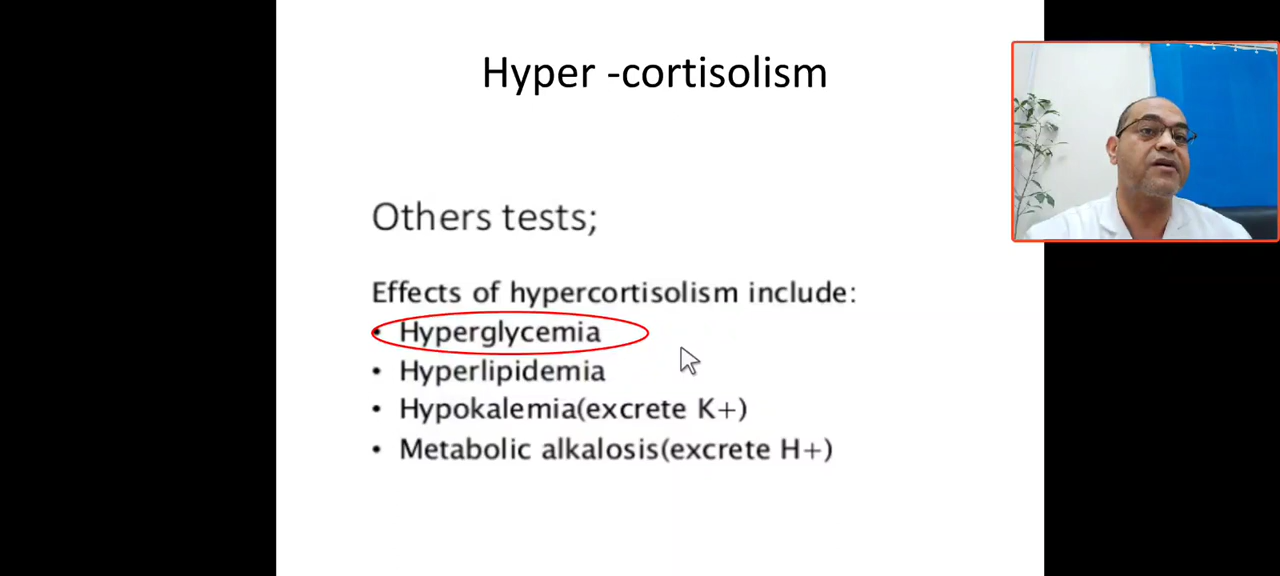 Hyper -cortisolism
Others tests;
Effects of hypercortisolism include:
• Hyperglycemia
• Hyperlipidemia
• Hypokalemia(excrete K+)
• Metabolic alkalosis(excrete H+)